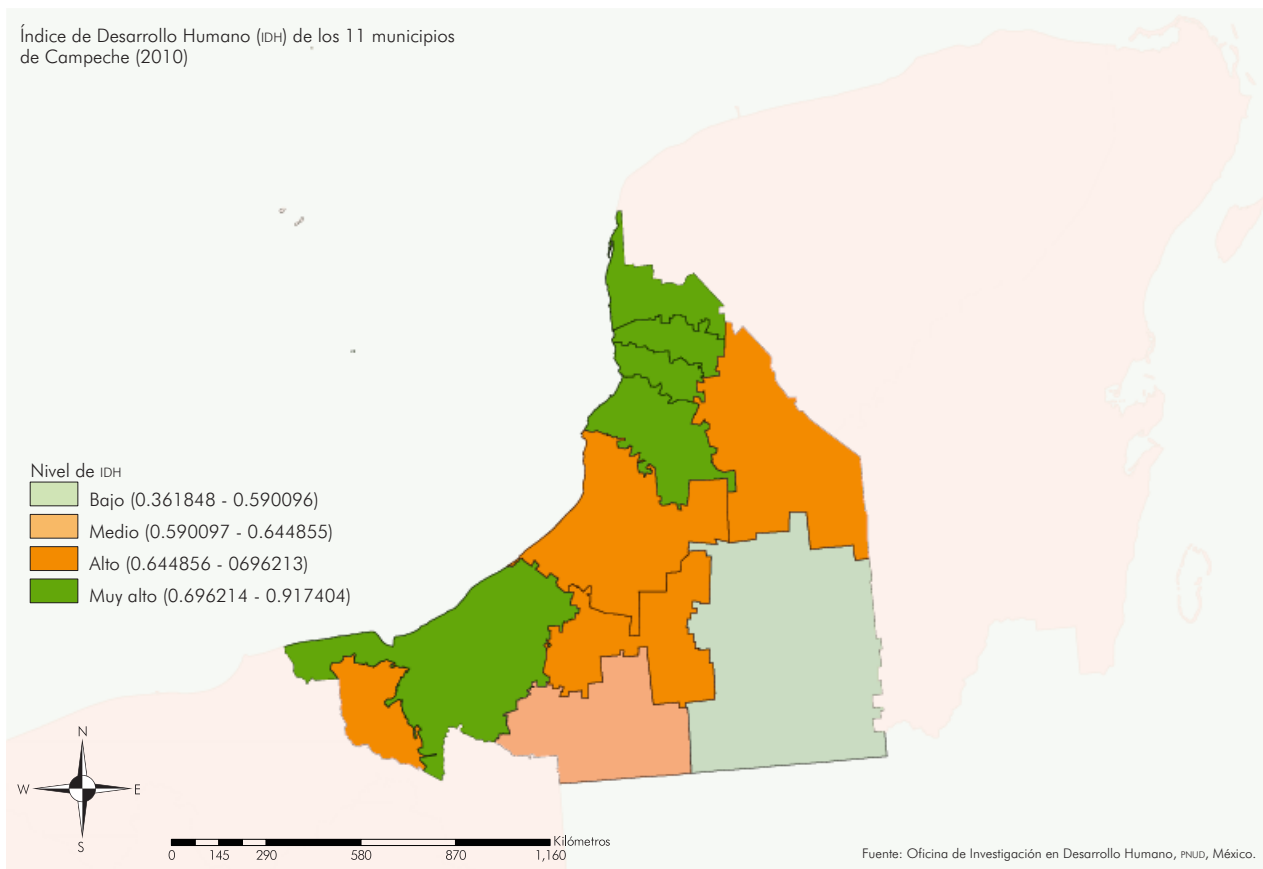 Índice de Desarrollo Humano (IDH) de los 11 municipios
de Campeche (2010)
Nivel de IDH
Bajo (0.361848 - 0.590096)
Medio (0.590097 - 0.644855)
Alto (0.644856 - 0696213)
Muy alto (0.696214 - 0.917404)
N
W
E
S
Kilómetros
0 145 290 580 870 1,160
Fuente: Oficina de Investigación en Desarrollo Humano, PNUD, México.